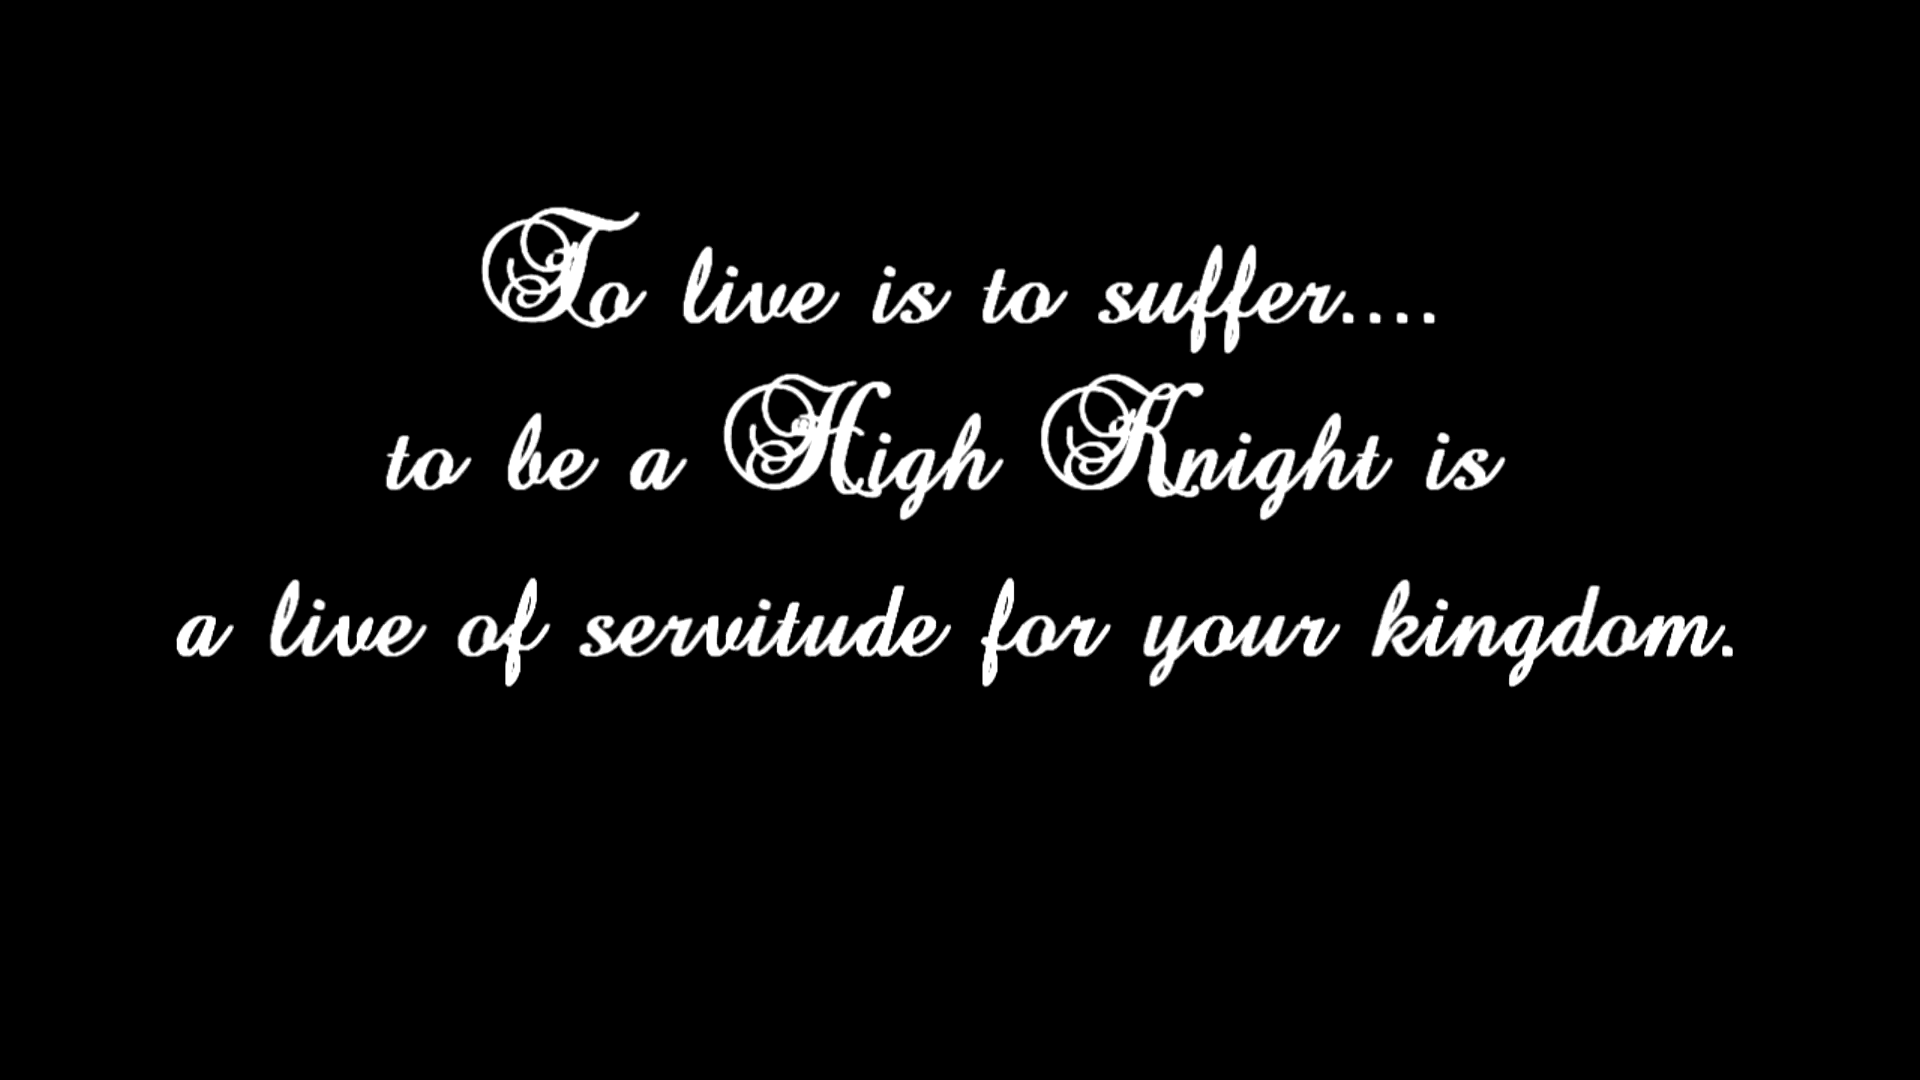 To live is to suffer....
to be a High Knight is
a live of servitude for your kingdom.